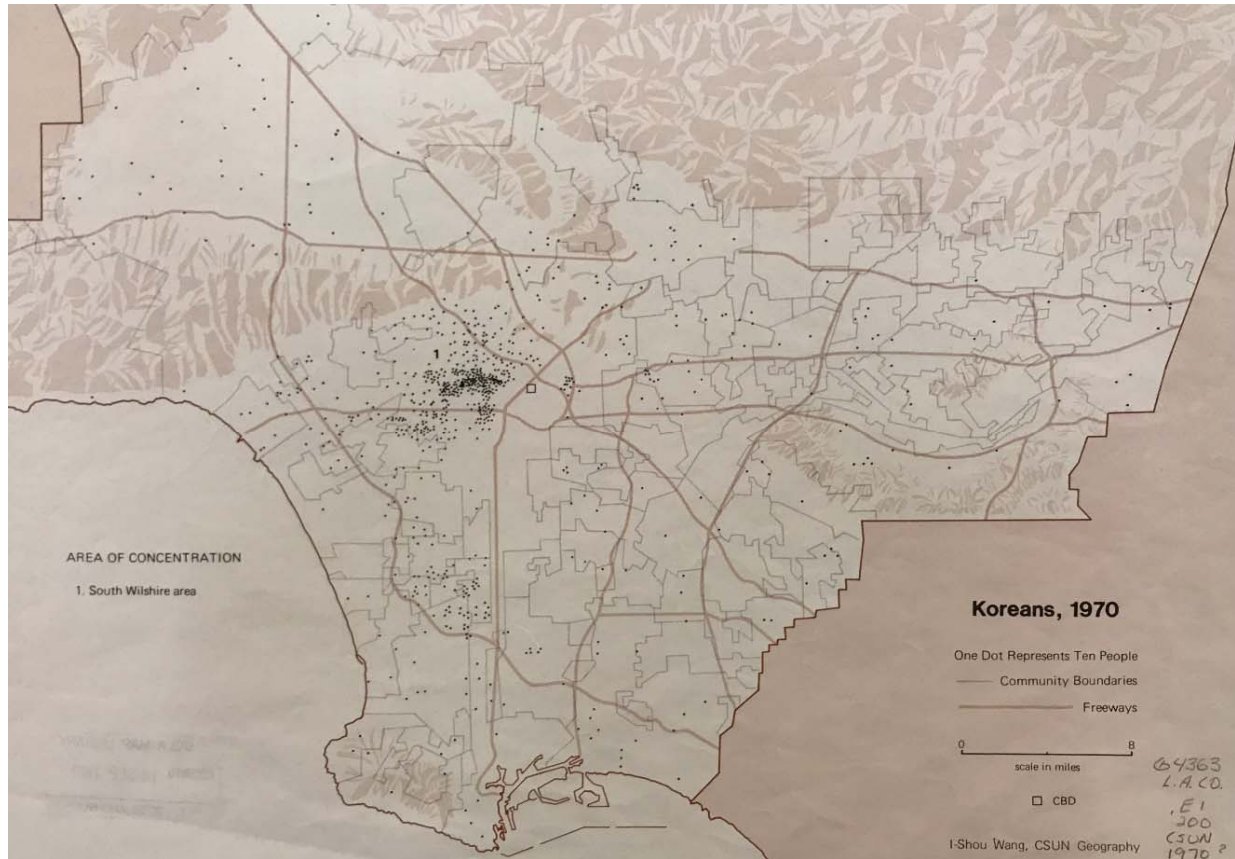 1
AREA OF CONCENTRATION
1. South Wilshire area
Koreans, 1970
One Dot Represents Ten People
Community Boundaries
Freeways
0 8
scale in miles
CBD
I-Shou Wang, CSUN Geography
4363
L.A. CO.
.E1
200
CSUN
1970 ?